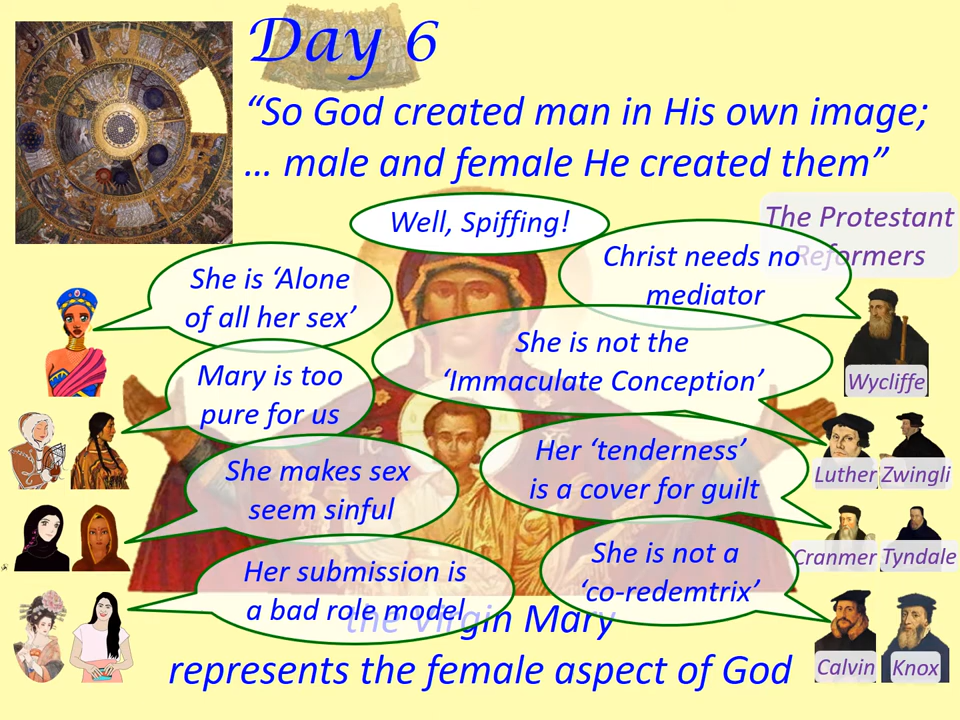 Day 6
“So God created man in His own image;
… male and female He created them”
Well, Spiffing!
The Protestant
Reformers
Christ needs no
mediator
She is ‘Alone
of all her sex’
She is not the
‘Immaculate Conception’
Mary is too
pure for us
Wycliffe
Her ‘tenderness’
is a cover for guilt
She makes sex
seem sinful
Luther Zwingli
She is not a
‘co-redemtrix’
Cranmer Tyndale
Her submission is
a bad role model
the Virgin Mary
represents the female aspect of God
Calvin Knox